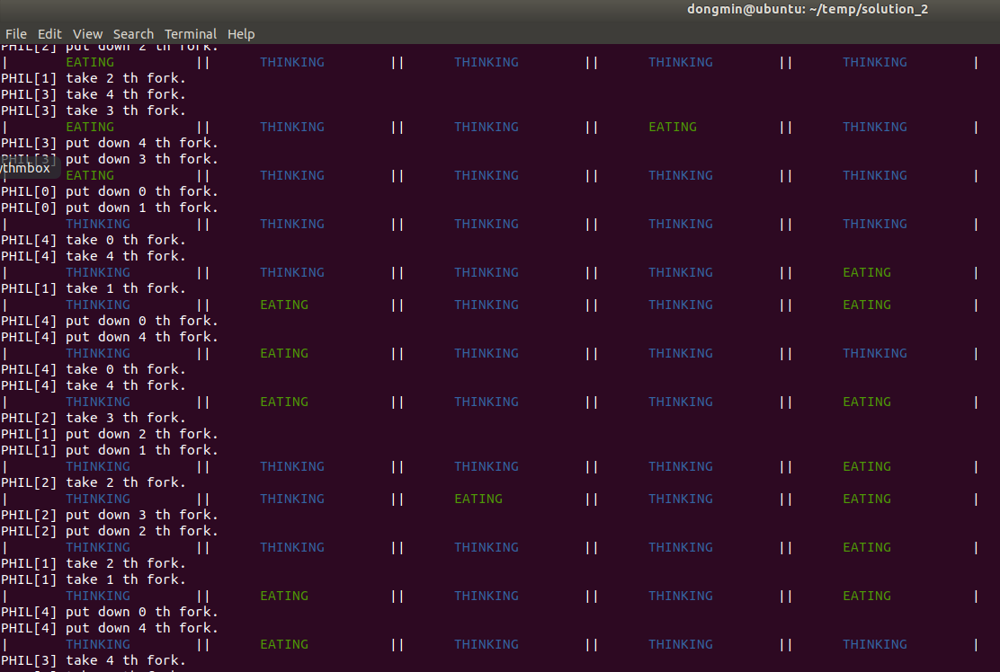 dongmin@ubuntu: ~/temp/solution_2
File Edit View Search Terminal Help
PHIL[2] put down 2 th fork.
| EATING || THINKING || THINKING || THINKING || THINKING |
PHIL[1] take 2 th fork.
PHIL[3] take 4 th fork.
PHIL[3] take 3 th fork.
| EATING || THINKING || THINKING || EATING || THINKING |
PHIL[3] put down 4 th fork.
PHIL[3] put down 3 th fork.
ythmbox
| EATING || THINKING || THINKING || THINKING || THINKING |
PHIL[0] put down 0 th fork.
PHIL[0] put down 1 th fork.
| THINKING || THINKING || THINKING || THINKING || THINKING |
PHIL[4] take 0 th fork.
PHIL[4] take 4 th fork.
| THINKING || THINKING || THINKING || THINKING || EATING |
PHIL[1] take 1 th fork.
| THINKING || EATING || THINKING || THINKING || EATING |
PHIL[4] put down 0 th fork.
PHIL[4] put down 4 th fork.
| THINKING || EATING || THINKING || THINKING || THINKING |
PHIL[4] take 0 th fork.
PHIL[4] take 4 th fork.
| THINKING || EATING || THINKING || THINKING || EATING |
PHIL[2] take 3 th fork.
PHIL[1] put down 2 th fork.
PHIL[1] put down 1 th fork.
| THINKING || THINKING || THINKING || THINKING || EATING |
PHIL[2] take 2 th fork.
| THINKING || THINKING || EATING || THINKING || EATING |
PHIL[2] put down 3 th fork.
PHIL[2] put down 2 th fork.
| THINKING || THINKING || THINKING || THINKING || EATING |
PHIL[1] take 2 th fork.
PHIL[1] take 1 th fork.
| THINKING || EATING || THINKING || THINKING || EATING |
PHIL[4] put down 0 th fork.
PHIL[4] put down 4 th fork.
| THINKING || EATING || THINKING || THINKING || THINKING |
PHIL[3] take 4 th fork.